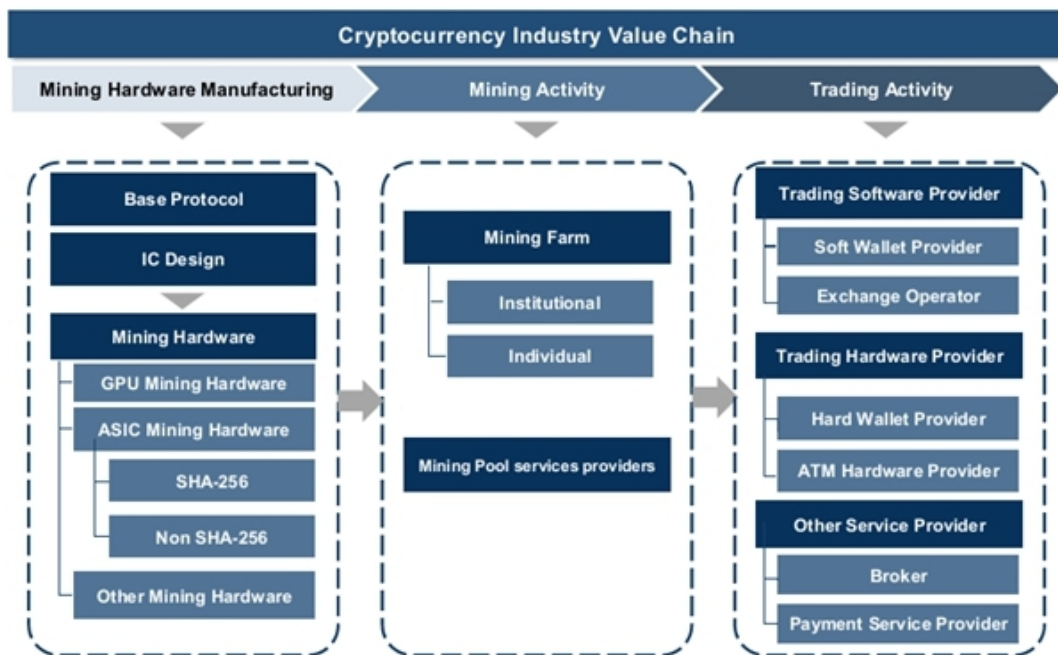 Cryptocurrency Industry Value Chain
Mining Hardware Manufacturing
Mining Activity
Trading Activity
Base Protocol
IC Design
Mining Hardware
GPU Mining Hardware
ASIC Mining Hardware
SHA-256
Non SHA-256
Other Mining Hardware
Mining Farm
Institutional
Individual
Mining Pool services providers
Trading Software Provider
Soft Wallet Provider
Exchange Operator
Trading Hardware Provider
Hard Wallet Provider
ATM Hardware Provider
Other Service Provider
Broker
Payment Service Provider